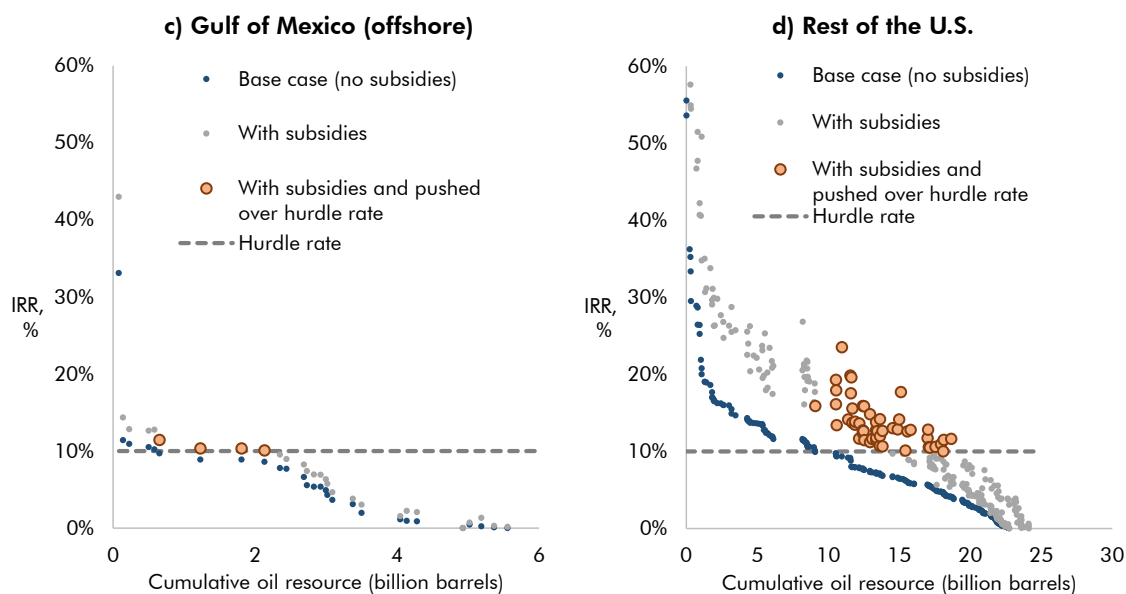 c) Gulf of Mexico (offshore)
60%
50%
40%
30%
20%
10%
0%
IRR,
%
Base case (no subsidies)
With subsidies
With subsidies and pushed
over hurdle rate
Hurdle rate
0
2
4
6
Cumulative oil resource (billion barrels)
d) Rest of the U.S.
60%
50%
40%
30%
20%
10%
0%
IRR,
%
Base case (no subsidies)
With subsidies
With subsidies and
pushed over hurdle rate
Hurdle rate
0
5
10
15
20
25
30
Cumulative oil resource (billion barrels)